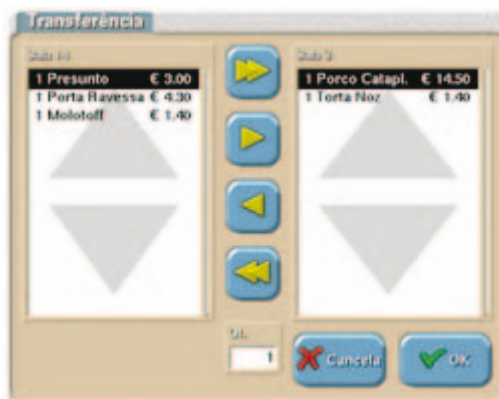 Transferência
1 Presunto € 3.00
1 Porta Ravessa € 4.30
1 Molotoff € 1.40
1 Porco Catapl. € 14.50
1 Torta Noz € 1.40
Qt.
1
Cancela
OK